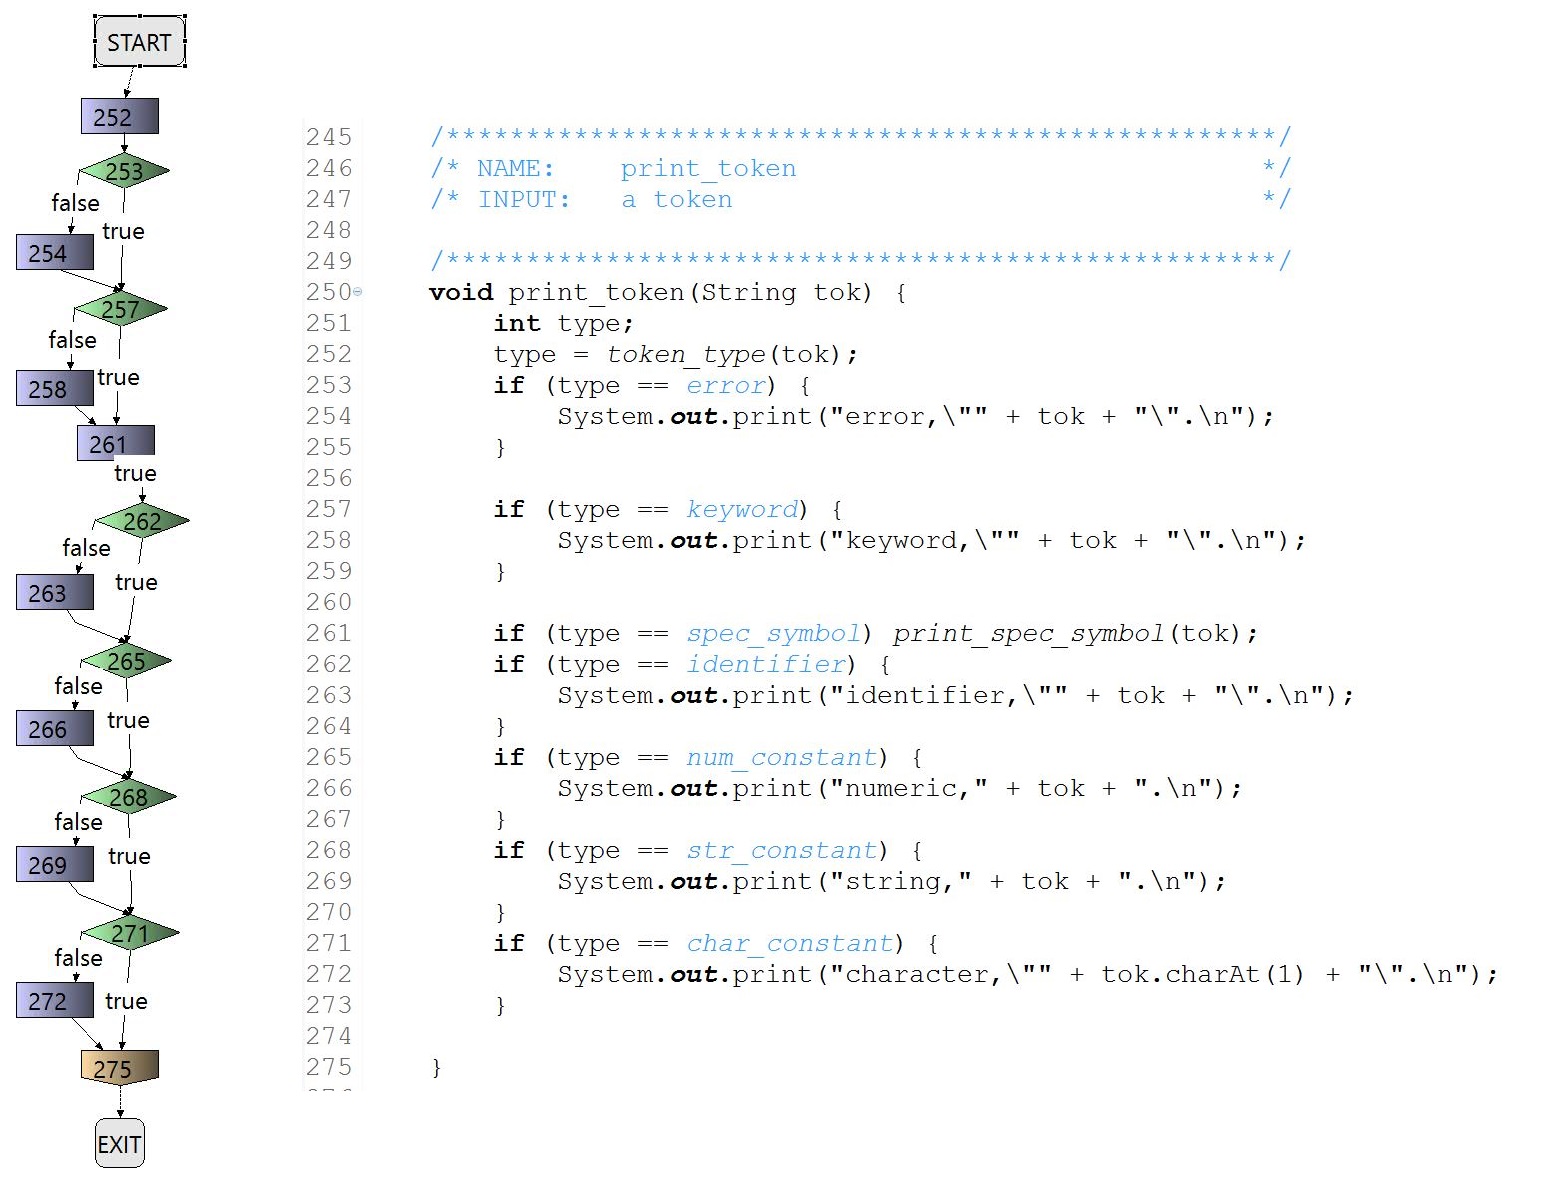 START
252
253
false
true
254
257
false
true
258
261
true
262
false
true
263
265
false
true
266
268
false
true
269
271
false
true
272
275
EXIT
245 /****************************************************/
246 /* NAME: print_token */
247 /* INPUT: a token */
248
249 /****************************************************/
250 void print_token(String tok) {
251 int type;
252 type = token_type(tok);
253 if (type == error) {
254 System.out.print("error,\"" + tok + "\".\n");
255 }
256
257 if (type == keyword) {
258 System.out.print("keyword,\"" + tok + "\".\n");
259 }
260
261 if (type == spec_symbol) print_spec_symbol(tok);
262 if (type == identifier) {
263 System.out.print("identifier,\"" + tok + "\".\n");
264 }
265 if (type == num_constant) {
266 System.out.print("numeric," + tok + ".\n");
267 }
268 if (type == str_constant) {
269 System.out.print("string," + tok + ".\n");
270 }
271 if (type == char_constant) {
272 System.out.print("character,\"" + tok.charAt(1) + "\".\n");
273 }
274
275 }